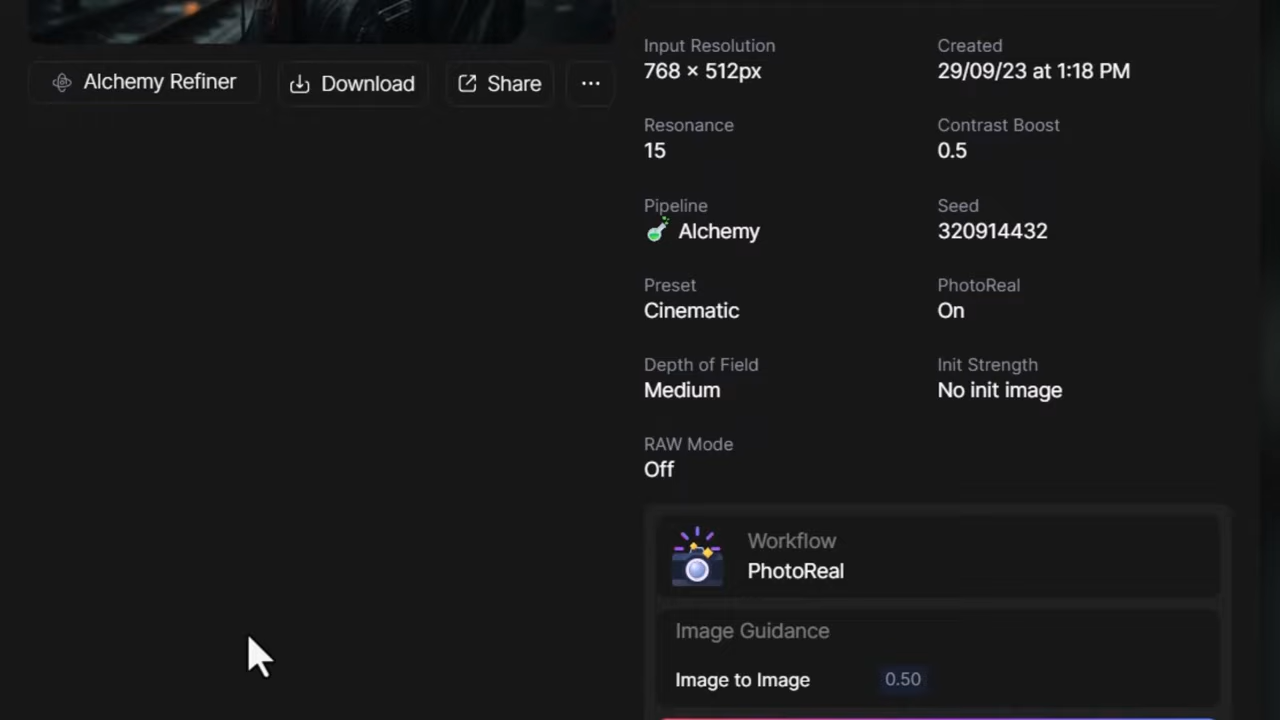 Alchemy Refiner
Download
Share
Input Resolution
768 × 512px
Created
29/09/23 at 1:18 PM
Resonance
15
Contrast Boost
0.5
Pipeline
Alchemy
Seed
320914432
Preset
Cinematic
PhotoReal
On
Depth of Field
Medium
Init Strength
No init image
RAW Mode
Off
Workflow
PhotoReal
Image Guidance
Image to Image 0.50